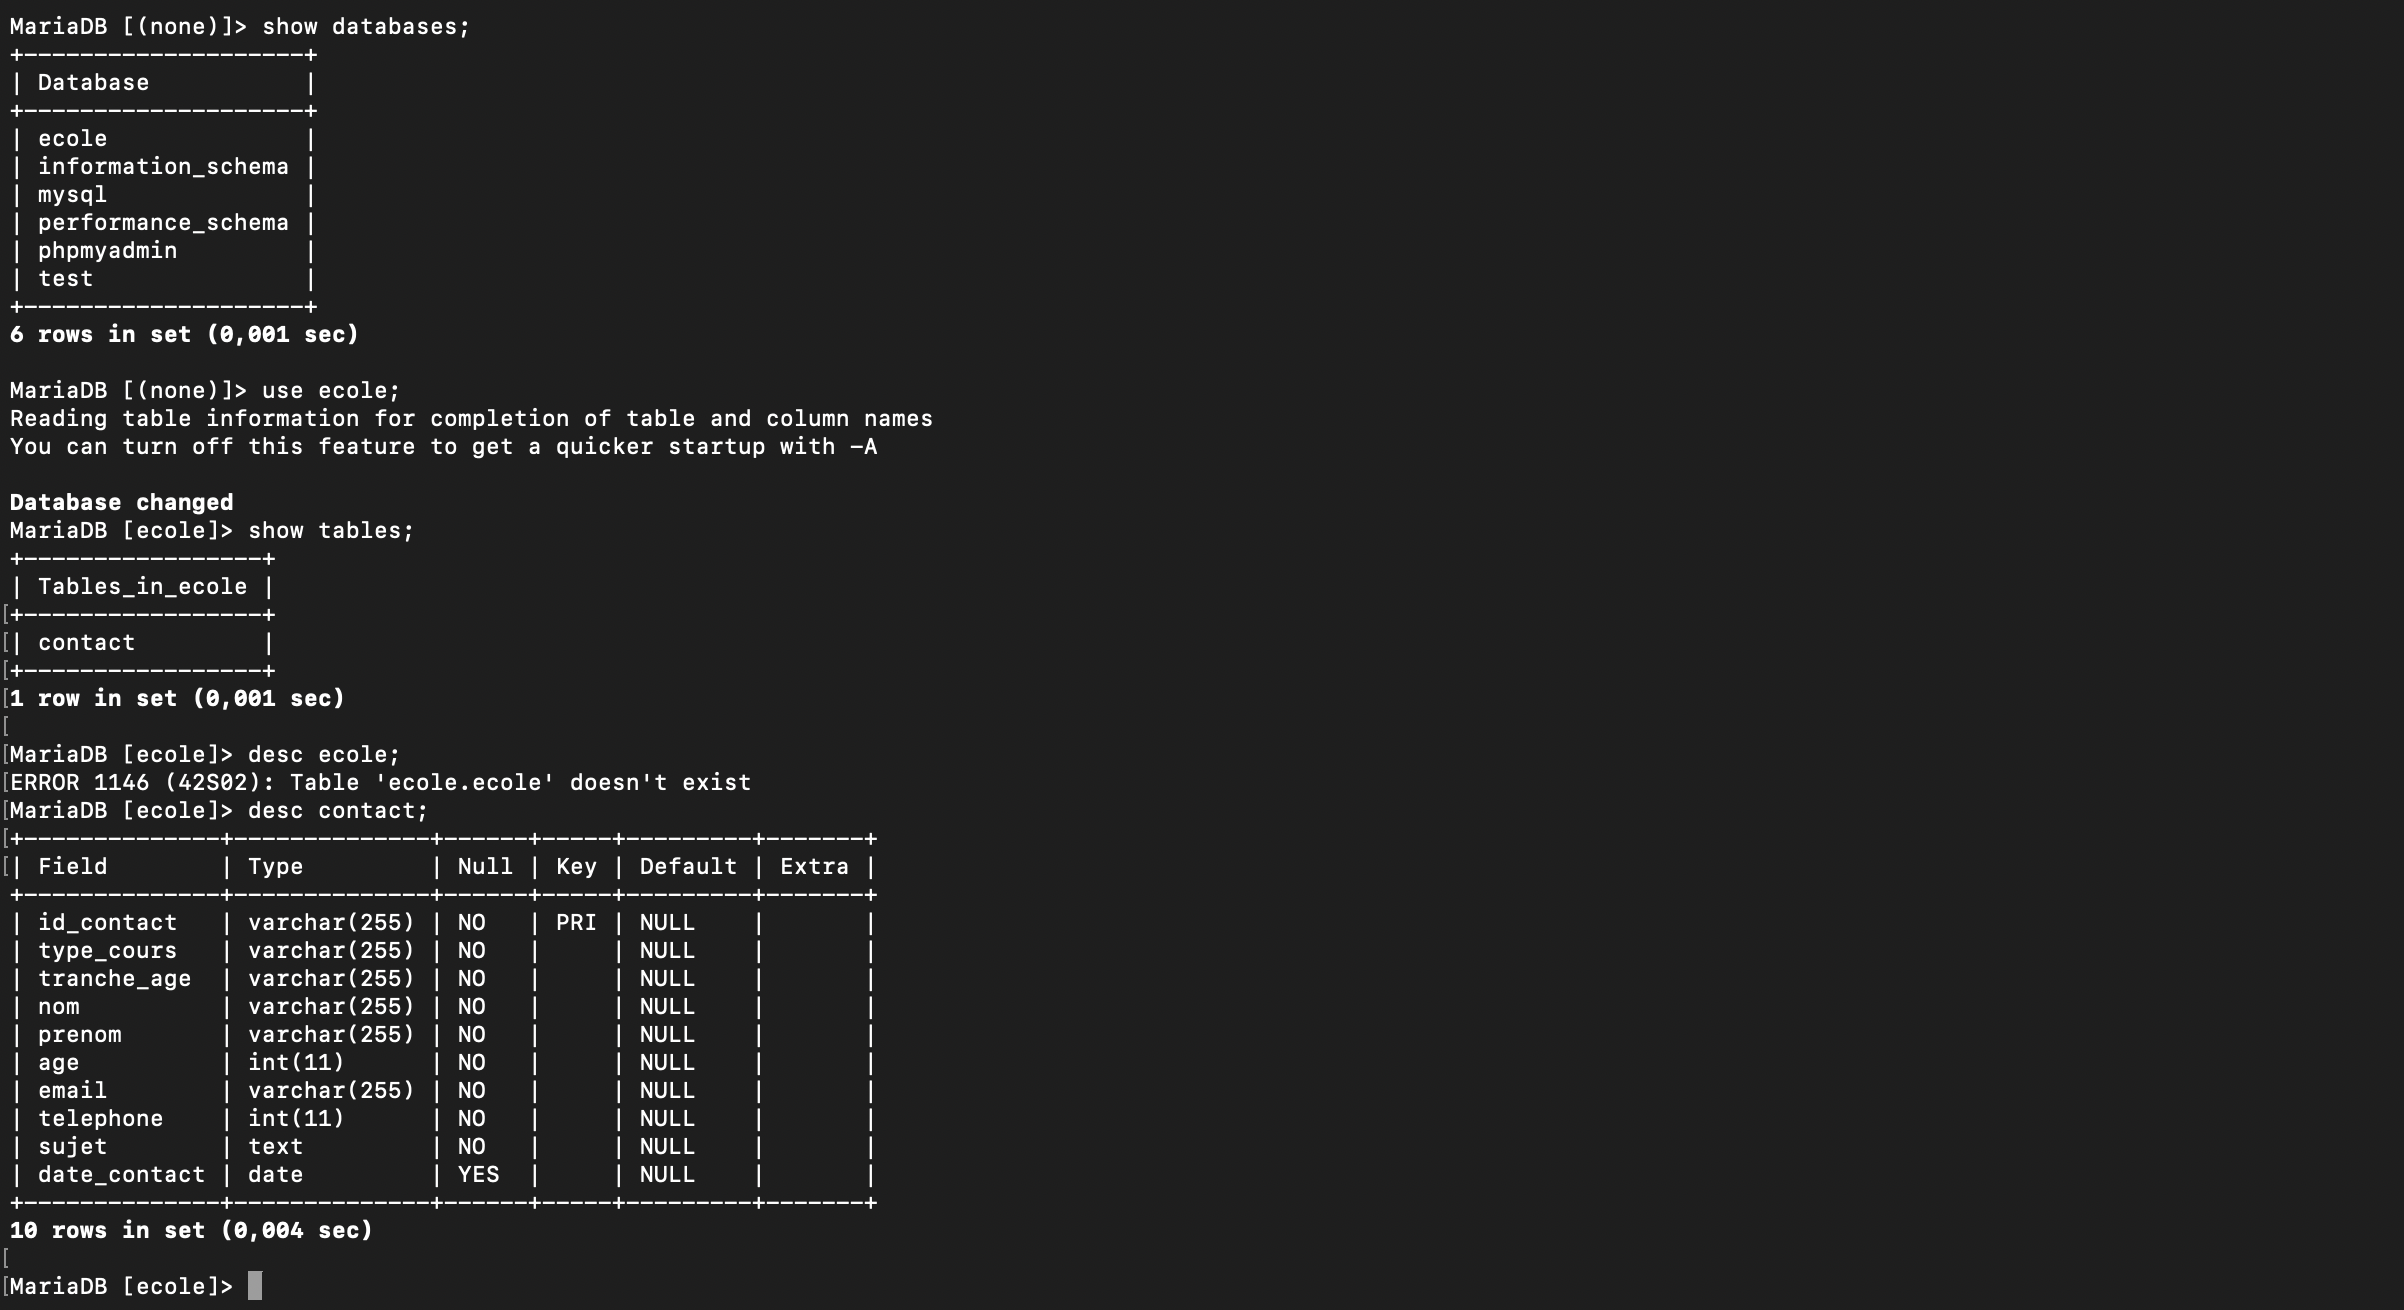 MariaDB [(none)]> show databases;
+--------------------+
| Database           |
+--------------------+
| ecole              |
| information_schema |
| mysql              |
| performance_schema |
| phpmyadmin         |
| test               |
+--------------------+
6 rows in set (0,001 sec)

MariaDB [(none)]> use ecole;
Reading table information for completion of table and column names
You can turn off this feature to get a quicker startup with -A

Database changed
MariaDB [ecole]> show tables;
+-----------------+
| Tables_in_ecole |
[+-----------------+
[| contact         |
[+-----------------+
[1 row in set (0,001 sec)
[
[MariaDB [ecole]> desc ecole;
[ERROR 1146 (42S02): Table 'ecole.ecole' doesn't exist
[MariaDB [ecole]> desc contact;
[+--------------+--------------+------+-----+---------+-------+
[| Field        | Type         | Null | Key | Default | Extra |
+--------------+--------------+------+-----+---------+-------+
| id_contact   | varchar(255) | NO   | PRI | NULL    |       |
| type_cours   | varchar(255) | NO   |     | NULL    |       |
| tranche_age  | varchar(255) | NO   |     | NULL    |       |
| nom          | varchar(255) | NO   |     | NULL    |       |
| prenom       | varchar(255) | NO   |     | NULL    |       |
| age          | int(11)      | NO   |     | NULL    |       |
| email        | varchar(255) | NO   |     | NULL    |       |
| telephone    | int(11)      | NO   |     | NULL    |       |
| sujet        | text         | NO   |     | NULL    |       |
| date_contact | date         | YES  |     | NULL    |       |
+--------------+--------------+------+-----+---------+-------+
10 rows in set (0,004 sec)
[
[MariaDB [ecole]>